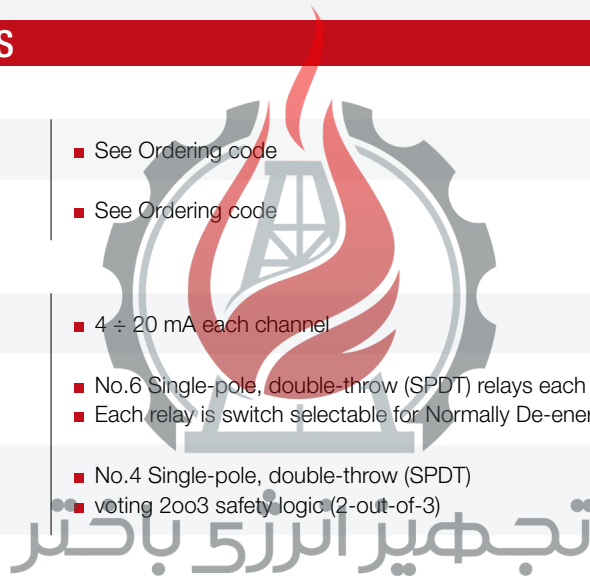 S
See Ordering code
See Ordering code
4 ÷ 20 mA each channel
No.6 Single-pole, double-throw (SPDT) relays each
Each relay is switch selectable for Normally De-ener
No.4 Single-pole, double-throw (SPDT)
voting 2oo3 safety logic (2-out-of-3)
تجهیز انرژی باختر